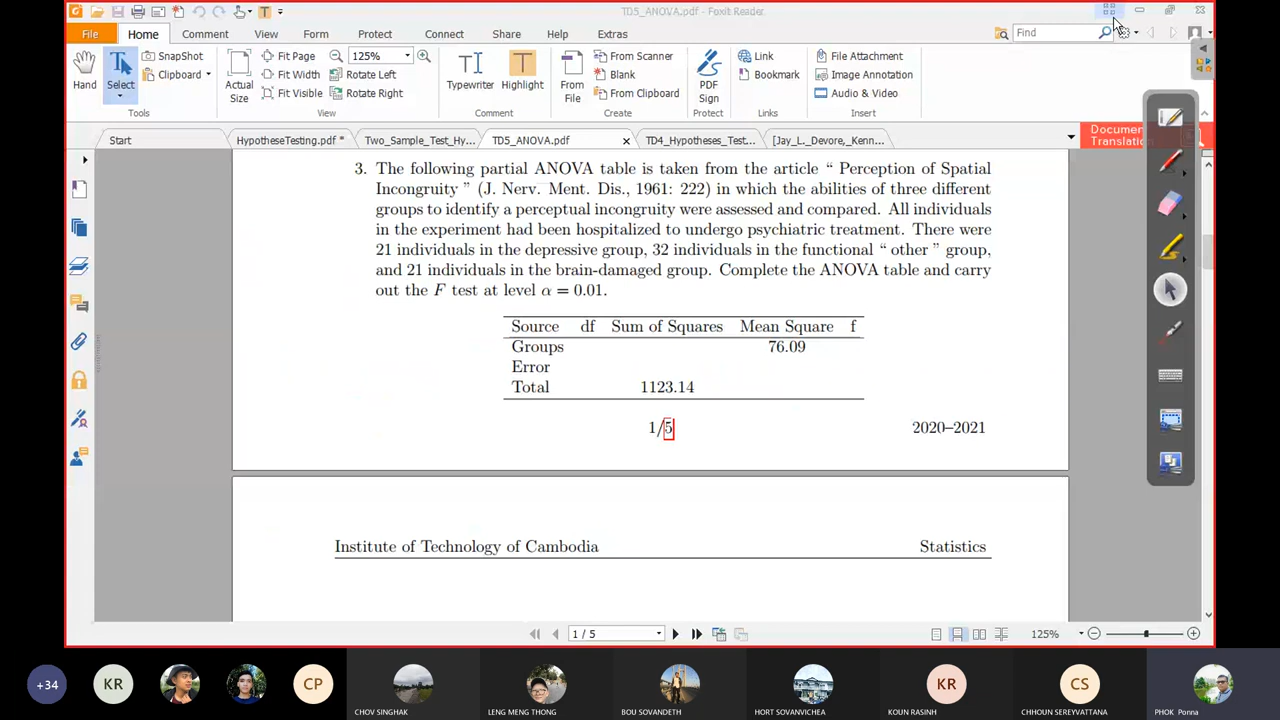 TD5_ANOVA.pdf - Foxit Reader
File Home Comment View Form Protect Connect Share Help Extras
Find
Hand
Select
SnapShot
Clipboard
Tools
Actual Size
Fit Page
Fit Width
Fit Visible
125%
Rotate Left
Rotate Right
View
Typewriter
Highlight
Comment
From File
From Scanner
Blank
From Clipboard
Create
PDF Sign
Protect
Link
Bookmark
Links
File Attachment
Image Annotation
Audio & Video
Insert
Start
HypotheseTesting.pdf *
Two_Sample_Test_Hy...
TD5_ANOVA.pdf
TD4_Hypotheses_Test...
[Jay_L._Devore,_Kenn...
Document Translation
3. The following partial ANOVA table is taken from the article “ Perception of Spatial
Incongruity ” (J. Nerv. Ment. Dis., 1961: 222) in which the abilities of three different
groups to identify a perceptual incongruity were assessed and compared. All individuals
in the experiment had been hospitalized to undergo psychiatric treatment. There were
21 individuals in the depressive group, 32 individuals in the functional “ other ” group,
and 21 individuals in the brain-damaged group. Complete the ANOVA table and carry
out the F test at level α = 0.01.
Source df Sum of Squares Mean Square f
Groups 76.09
Error
Total 1123.14
1/5 2020–2021
Institute of Technology of Cambodia Statistics
1 / 5
125%
+34
KR
CP
CHOV SINGHAK
LENG MENG THONG
BOU SOVANDETH
HORT SOVANVICHEA
KR
KOUN RASINH
CS
CHHOUN SEREYVATTANA
PHOK Ponna